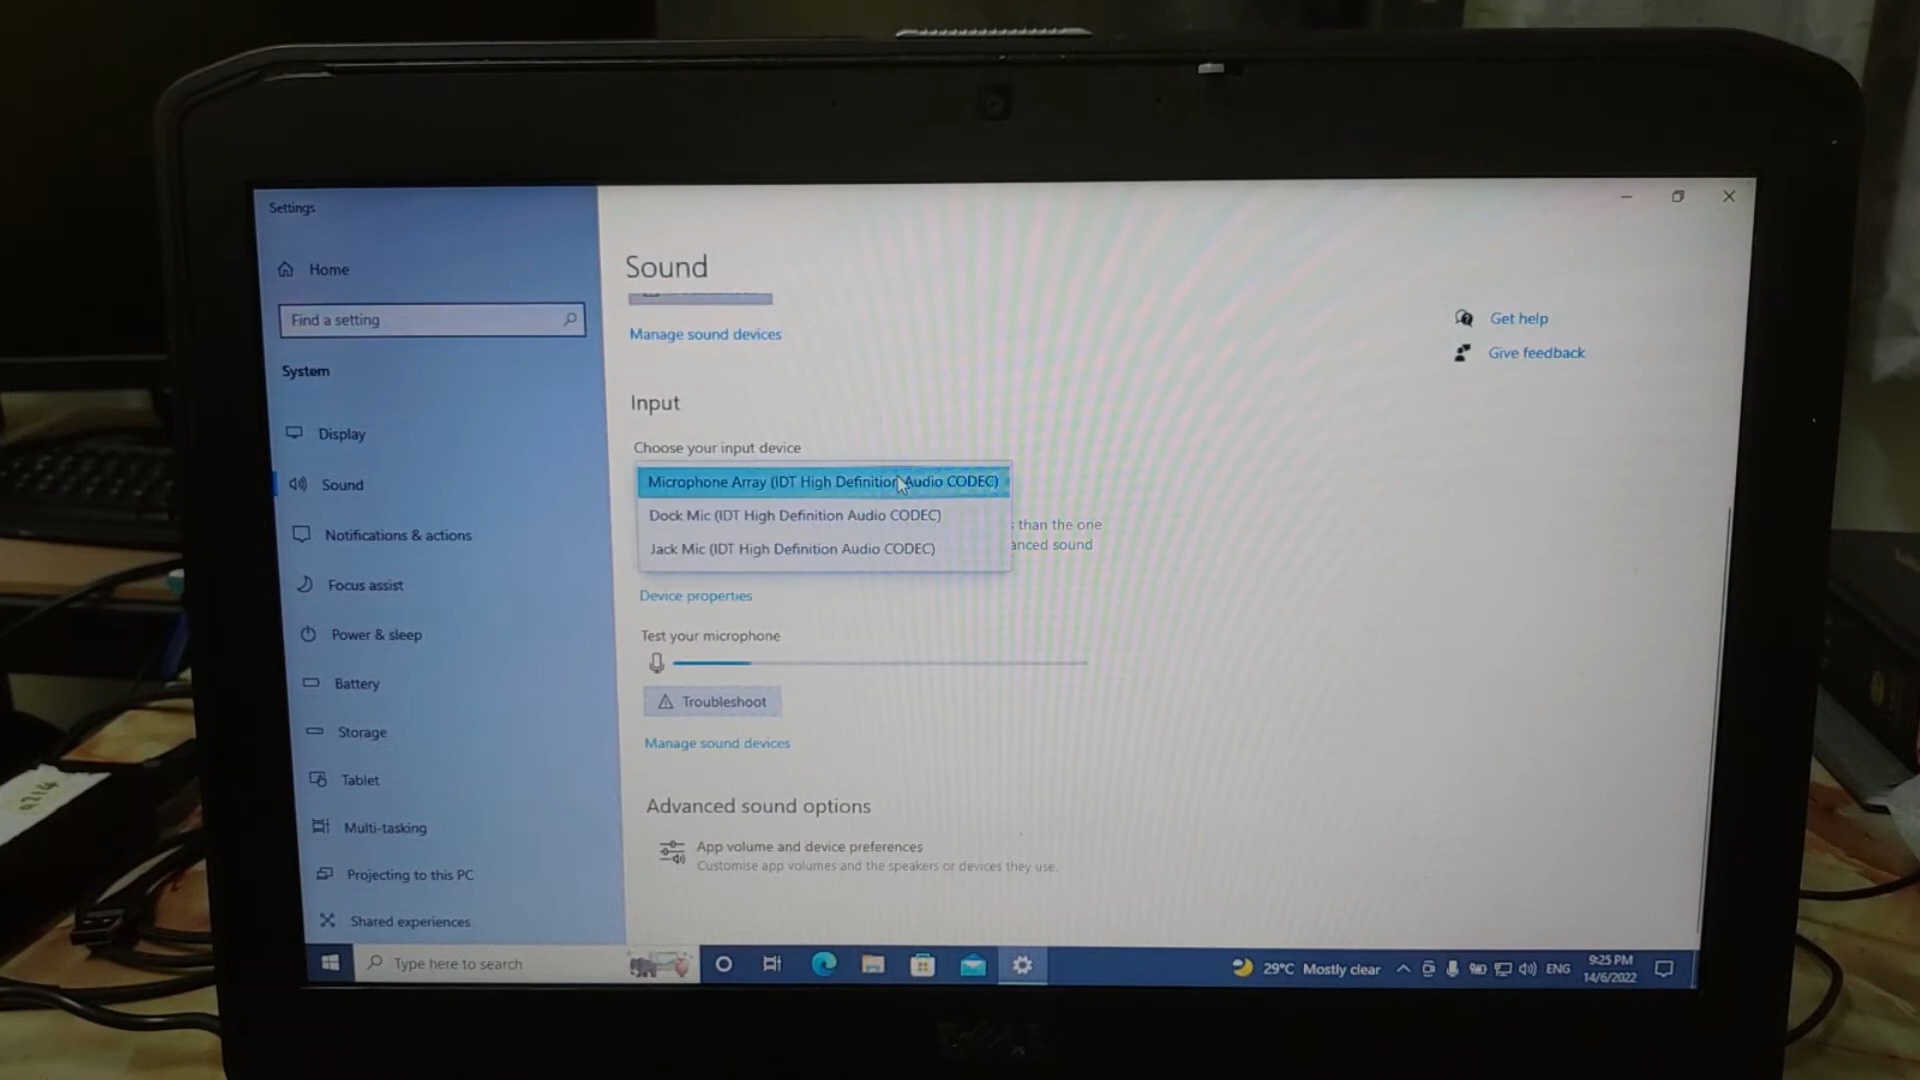 Settings
Home
Find a setting
System
Display
Sound
Notifications & actions
Focus assist
Power & sleep
Battery
Storage
Tablet
Multi-tasking
Projecting to this PC
Shared experiences
Sound
Manage sound devices
Input
Choose your input device
Microphone Array (IDT High Definition Audio CODEC)
Dock Mic (IDT High Definition Audio CODEC)
Jack Mic (IDT High Definition Audio CODEC)
than the one
anced sound
Device properties
Test your microphone
Troubleshoot
Manage sound devices
Advanced sound options
App volume and device preferences
Customise app volumes and the speakers or devices they use.
Get help
Give feedback
Type here to search
29°C Mostly clear
ENG
9:25 PM
14/6/2022